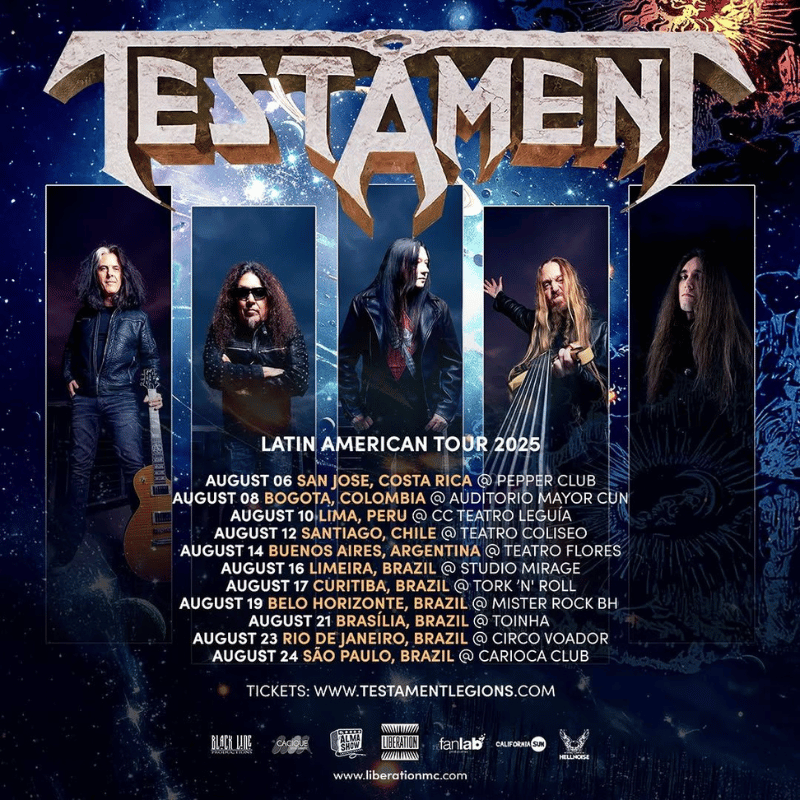 TESTAMENT
LATIN AMERICAN TOUR 2025
AUGUST 06 SAN JOSE, COSTA RICA @ PEPPER CLUB
AUGUST 08 BOGOTA, COLOMBIA @ AUDITORIO MAYOR CUN
AUGUST 10 LIMA, PERU @ CC TEATRO LEGUÍA
AUGUST 12 SANTIAGO, CHILE @ TEATRO COLISEO
AUGUST 14 BUENOS AIRES, ARGENTINA @ TEATRO FLORES
AUGUST 16 LIMEIRA, BRAZIL @ STUDIO MIRAGE
AUGUST 17 CURITIBA, BRAZIL @ TORK 'N' ROLL
AUGUST 19 BELO HORIZONTE, BRAZIL @ MISTER ROCK BH
AUGUST 21 BRASÍLIA, BRAZIL @ TOINHA
AUGUST 23 RIO DE JANEIRO, BRAZIL @ CIRCO VOADOR
AUGUST 24 SÃO PAULO, BRAZIL @ CARIOCA CLUB
TICKETS: WWW.TESTAMENTLEGIONS.COM
BLACK LINE PRODUCTIONS CACIQUE ALMA SHOW LIBERATION fanlab CALIFORNIA SUN HELLNOISE
www.liberationmc.com